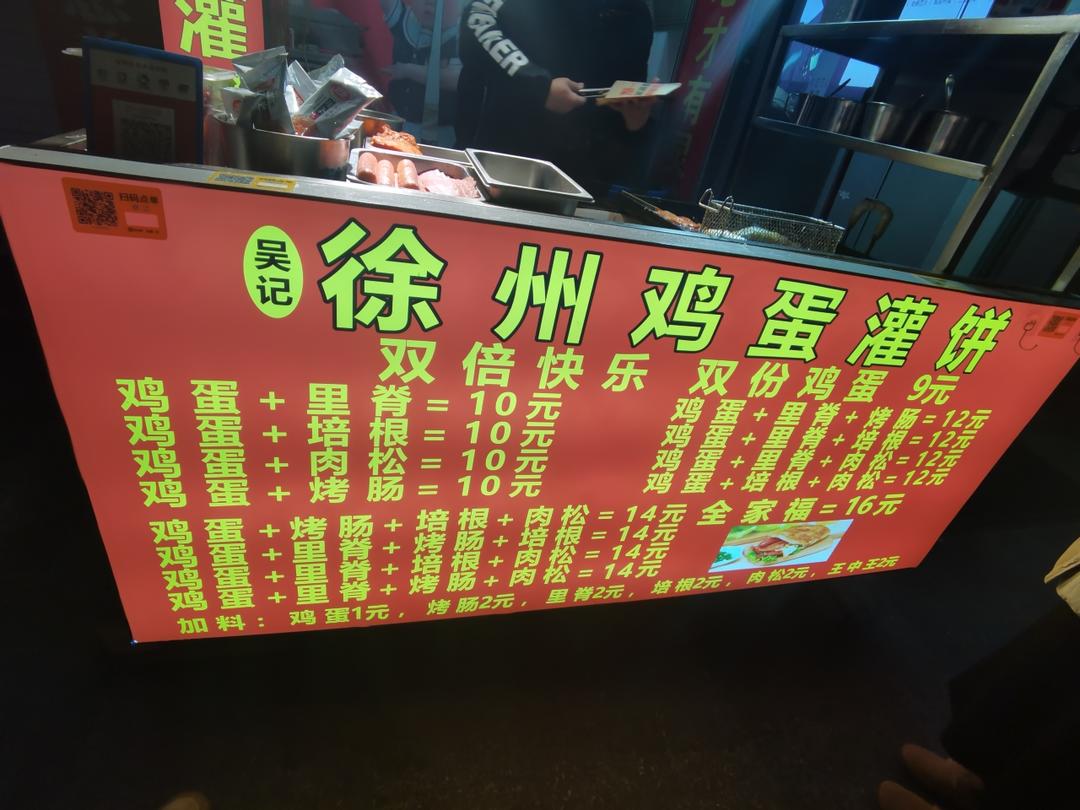 灌
SPEAKER
扫码点单
吴记
徐州鸡蛋灌饼
双倍快乐 双份鸡蛋 9元
鸡蛋+里脊=10元
鸡蛋+培根=10元
鸡蛋+肉松=10元
鸡蛋+烤肠=10元
鸡蛋+里脊+烤肠=12元
鸡蛋+里脊+培根=12元
鸡蛋+里脊+肉松=12元
鸡蛋+培根+肉松=12元
鸡蛋+烤肠+培根+肉松=14元
鸡蛋+里脊+烤肠+培根=14元
鸡蛋+里脊+培根+肉松=14元
鸡蛋+里脊+烤肠+肉松=14元
全家福=16元
加料：鸡蛋1元，烤肠2元，里脊2元，培根2元，肉松2元，王中王2元